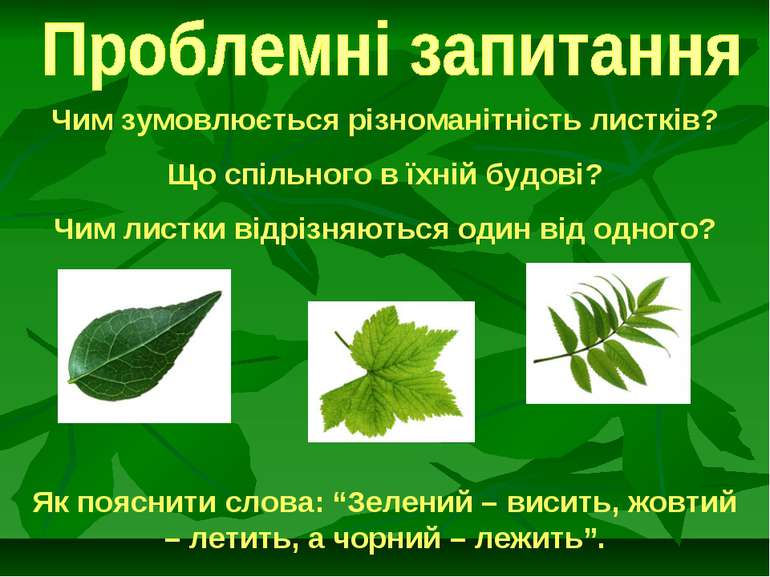 Проблемні запитання
Чим зумовлюється різноманітність листків?
Що спільного в їхній будові?
Чим листки відрізняються один від одного?
Як пояснити слова: “Зелений – висить, жовтий
– летить, а чорний – лежить”.